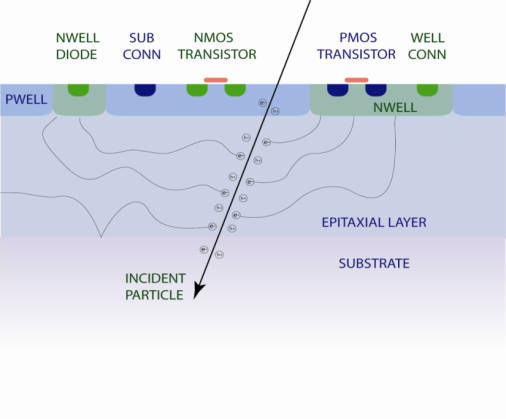 NWELL
DIODE
SUB
CONN
NMOS
TRANSISTOR
PMOS
TRANSISTOR
WELL
CONN
PWELL
NWELL
EPITAXIAL LAYER
SUBSTRATE
INCIDENT
PARTICLE